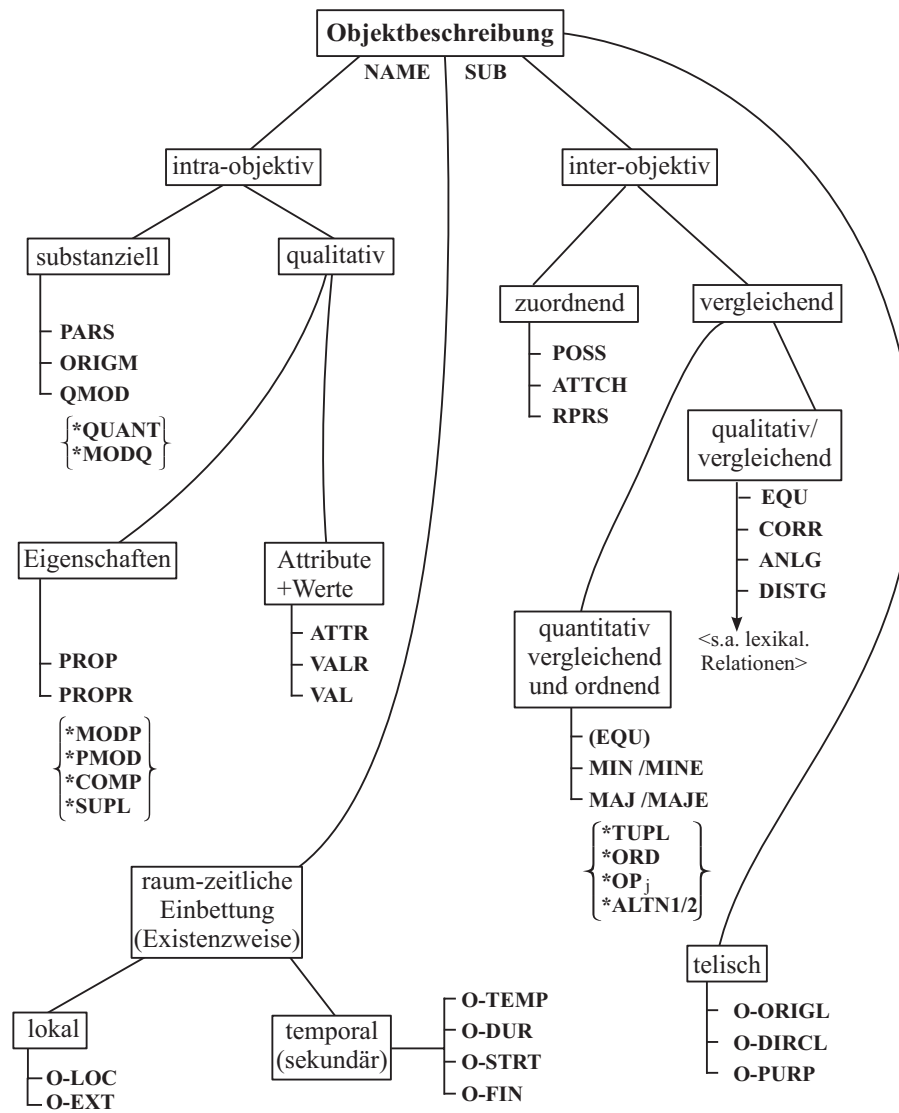 Objektbeschreibung
NAME SUB
intra-objektiv
inter-objektiv
substanziell
qualitativ
PARS
ORIGM
QMOD
*QUANT
*MODQ
zuordnend
vergleichend
POSS
ATTCH
RPRS
qualitativ/
vergleichend
EQU
CORR
ANLG
DISTG
<s.a. lexikal.
Relationen>
Eigenschaften
PROP
PROPR
*MODP
*PMOD
*COMP
*SUPL
Attribute
+Werte
ATTR
VALR
VAL
quantitativ
vergleichend
und ordnend
(EQU)
MIN /MINE
MAJ /MAJE
*TUPL
*ORD
*OP j
*ALTN1/2
raum-zeitliche
Einbettung
(Existenzweise)
lokal
O-LOC
O-EXT
temporal
(sekundär)
O-TEMP
O-DUR
O-STRT
O-FIN
telisch
O-ORIGL
O-DIRCL
O-PURP